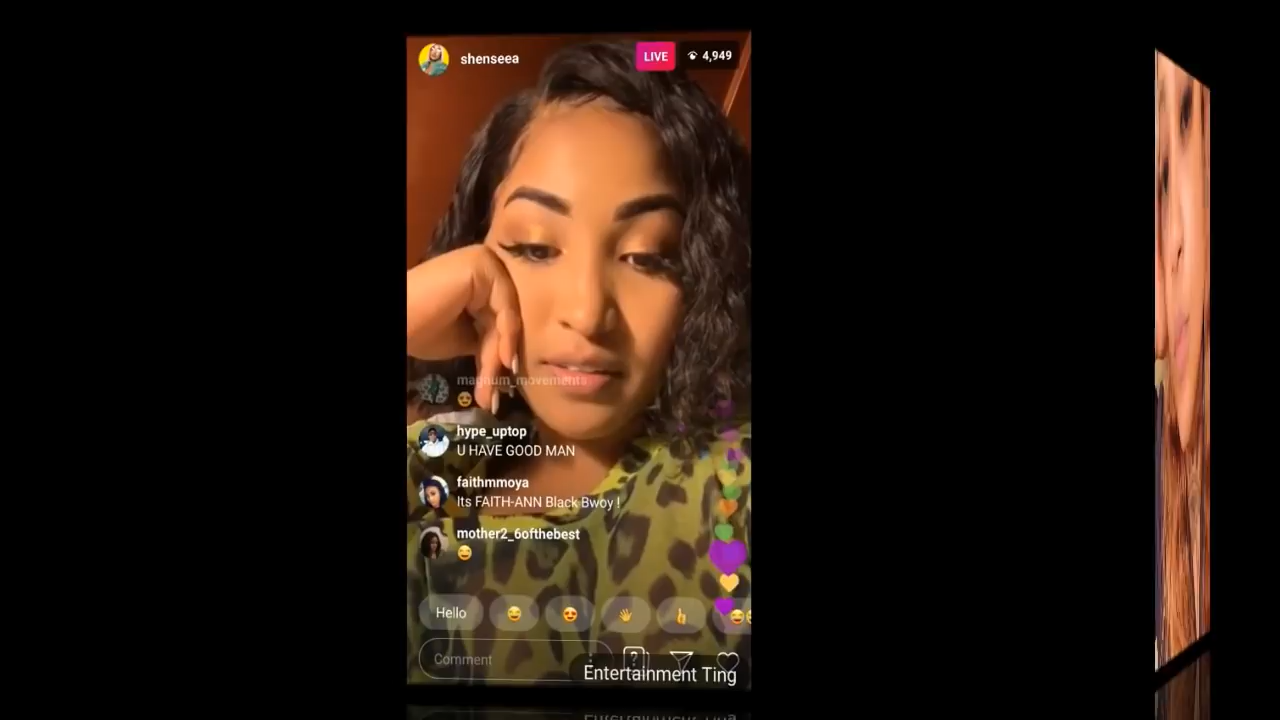 shenseea
LIVE 4,949
magnum_movements
hype_uptop
U HAVE GOOD MAN
faithmmoya
Its FAITH-ANN Black Bwoy !
mother2_6ofthebest
Hello
Comment
?
Entertainment Ting